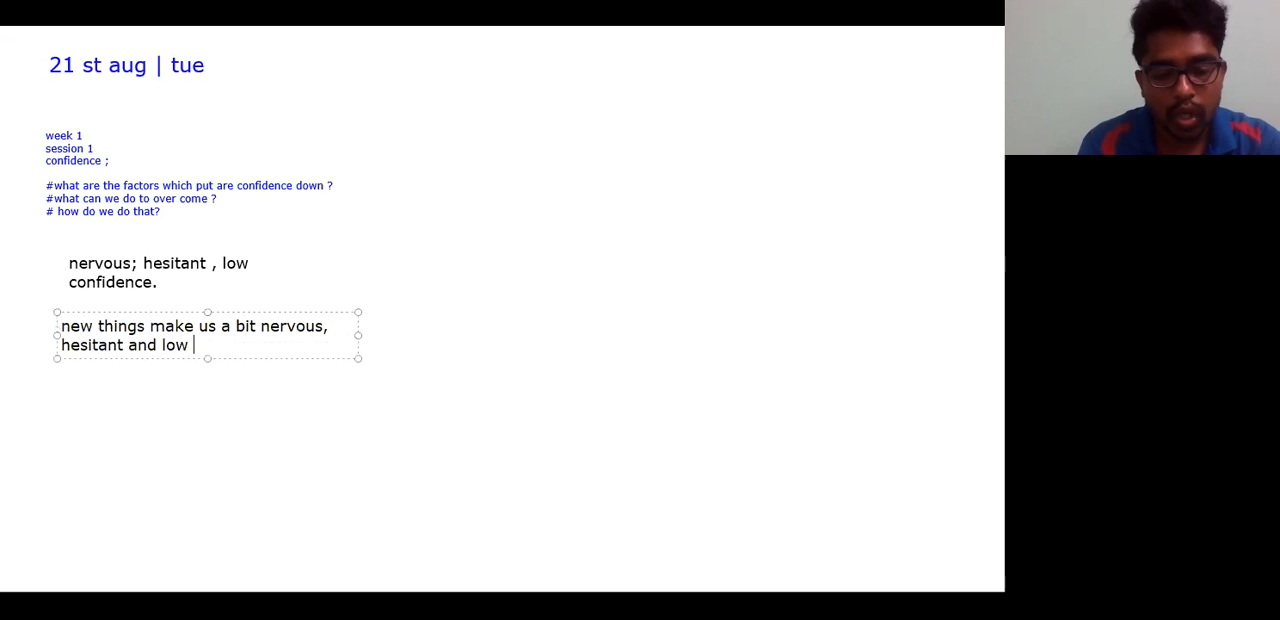 21 st aug | tue
week 1
session 1
confidence ;
#what are the factors which put are confidence down ?
#what can we do to over come ?
# how do we do that?
nervous; hesitant , low
confidence.
new things make us a bit nervous,
hesitant and low